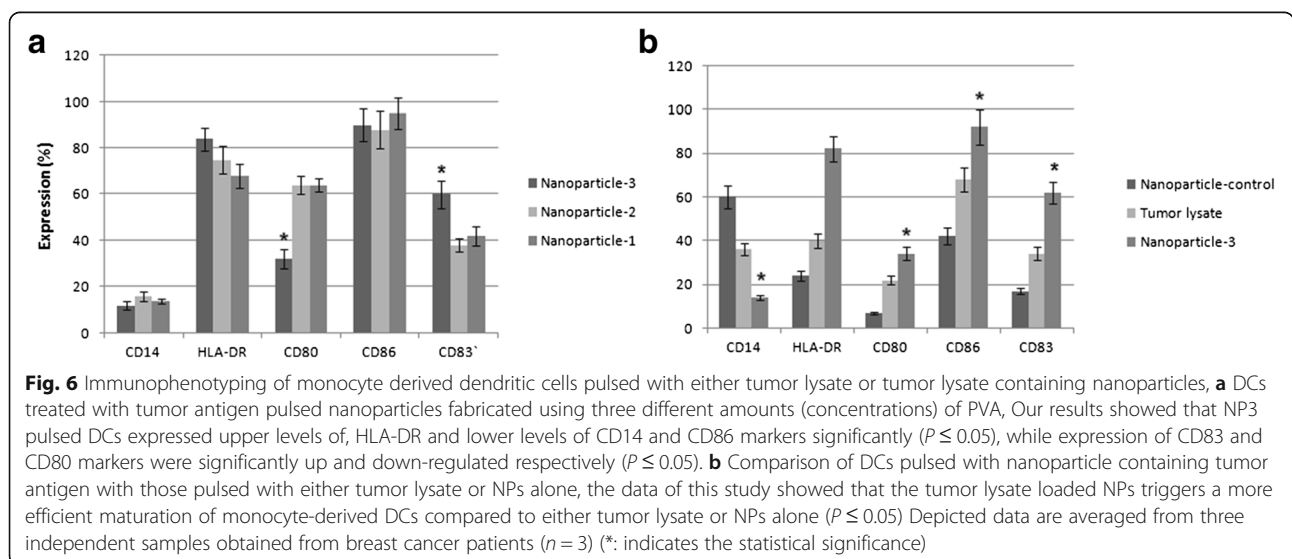 a
120
100
80
60
40
20
0
Expression (%)
CD14 HLA-DR CD80 CD86 CD83`
*
*
Nanoparticle-3
Nanoparticle-2
Nanoparticle-1
b
120
100
80
60
40
20
0
CD14 HLA-DR CD80 CD86 CD83
*
*
*
*
Nanoparticle-control
Tumor lysate
Nanoparticle-3
Fig. 6 Immunophenotyping of monocyte derived dendritic cells pulsed with either tumor lysate or tumor lysate containing nanoparticles, a DCs
treated with tumor antigen pulsed nanoparticles fabricated using three different amounts (concentrations) of PVA, Our results showed that NP3
pulsed DCs expressed upper levels of, HLA-DR and lower levels of CD14 and CD86 markers significantly (P ≤ 0.05), while expression of CD83 and
CD80 markers were significantly up and down-regulated respectively (P ≤ 0.05). b Comparison of DCs pulsed with nanoparticle containing tumor
antigen with those pulsed with either tumor lysate or NPs alone, the data of this study showed that the tumor lysate loaded NPs triggers a more
efficient maturation of monocyte-derived DCs compared to either tumor lysate or NPs alone (P ≤ 0.05) Depicted data are averaged from three
independent samples obtained from breast cancer patients (n = 3) (*: indicates the statistical significance)